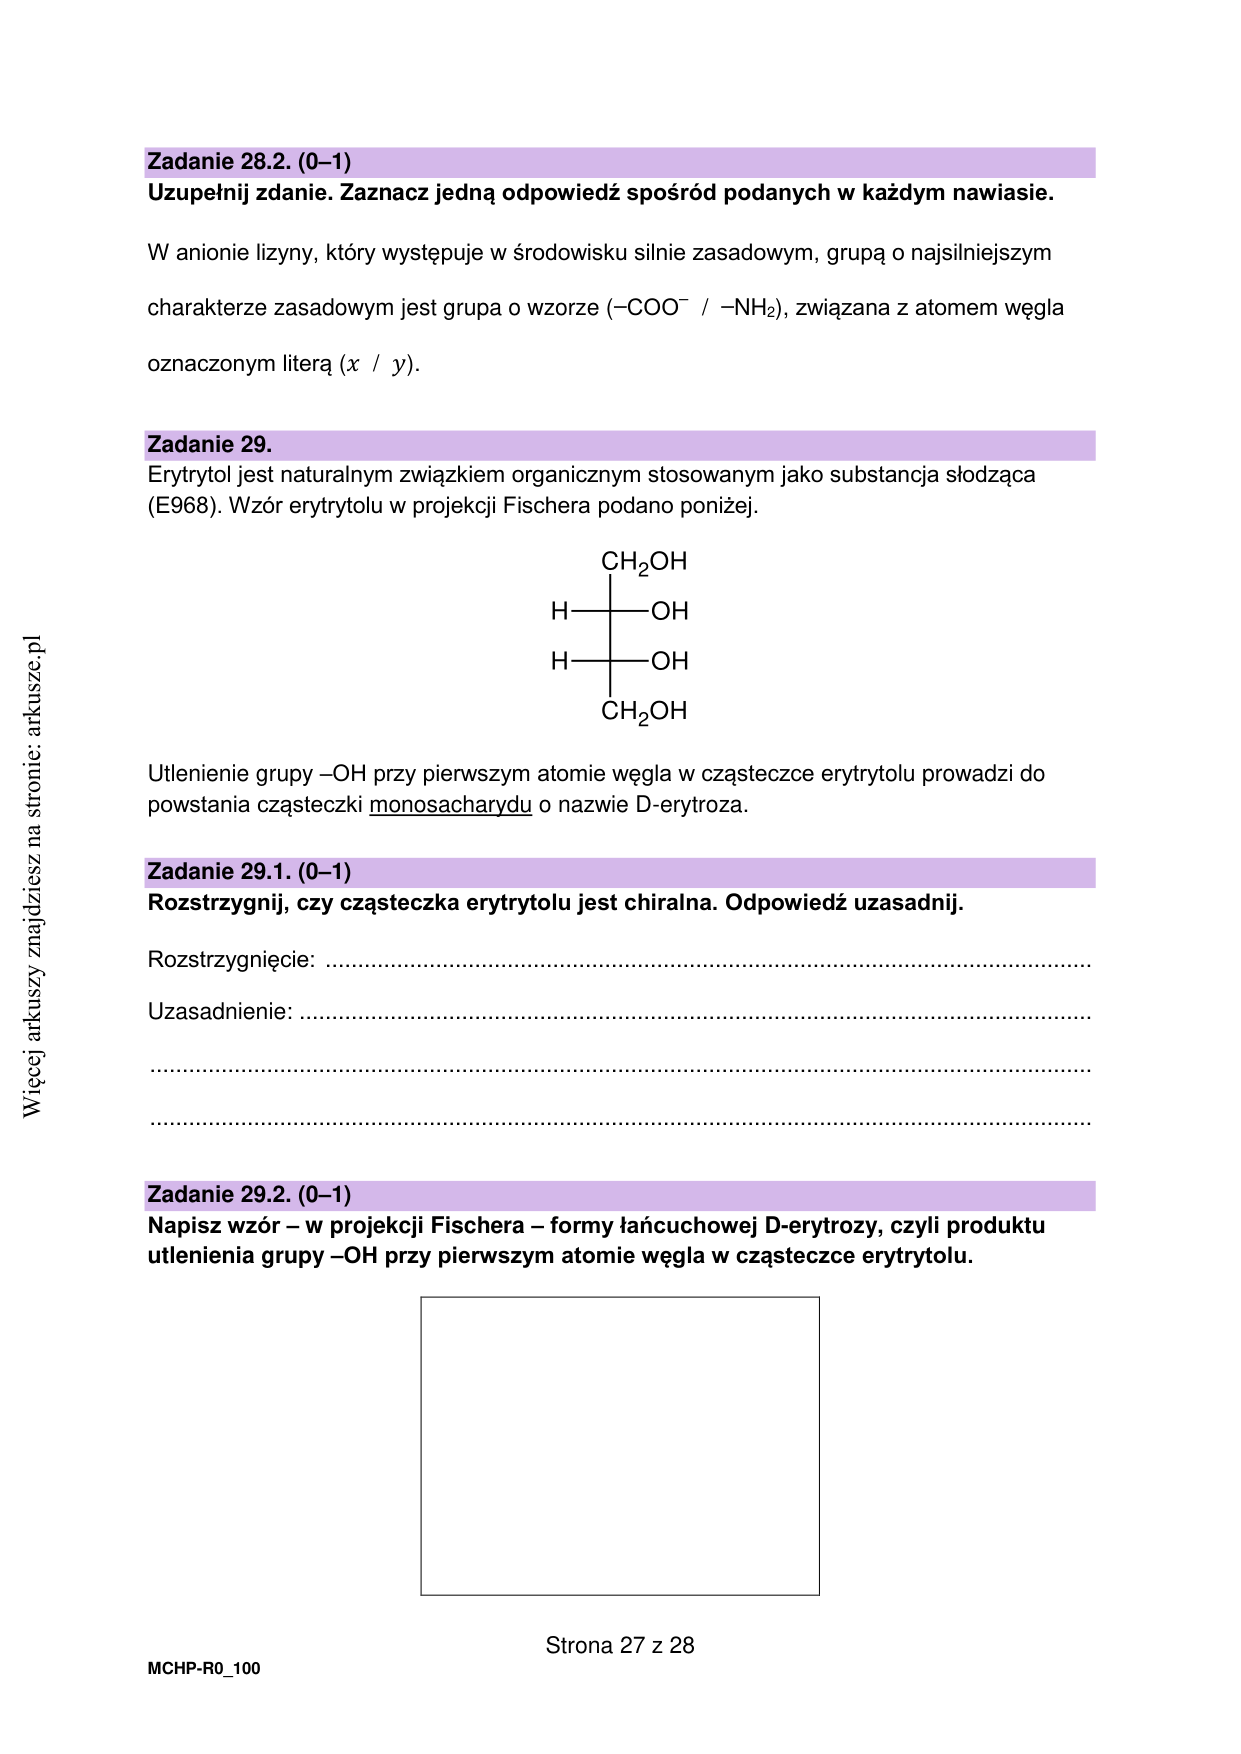 Zadanie 28.2. (0–1)
Uzupełnij zdanie. Zaznacz jedną odpowiedź spośród podanych w każdym nawiasie.
W anionie lizyny, który występuje w środowisku silnie zasadowym, grupą o najsilniejszym
charakterze zasadowym jest grupa o wzorze (–COO⁻ / –NH₂), związana z atomem węgla
oznaczonym literą (x / y).
Zadanie 29.
Erytrytol jest naturalnym związkiem organicznym stosowanym jako substancja słodząca
(E968). Wzór erytrytolu w projekcji Fischera podano poniżej.
CH₂OH
H OH
H OH
CH₂OH
Utlenienie grupy –OH przy pierwszym atomie węgla w cząsteczce erytrytolu prowadzi do
powstania cząsteczki monosacharydu o nazwie D-erytroza.
Zadanie 29.1. (0–1)
Rozstrzygnij, czy cząsteczka erytrytolu jest chiralna. Odpowiedź uzasadnij.
Rozstrzygnięcie: ....................................................................................................................
Uzasadnienie: ........................................................................................................................
...............................................................................................................................................
...............................................................................................................................................
Zadanie 29.2. (0–1)
Napisz wzór – w projekcji Fischera – formy łańcuchowej D-erytrozy, czyli produktu
utlenienia grupy –OH przy pierwszym atomie węgla w cząsteczce erytrytolu.
Strona 27 z 28
MCHP-R0_100
Więcej arkuszy znajdziesz na stronie: arkusze.pl